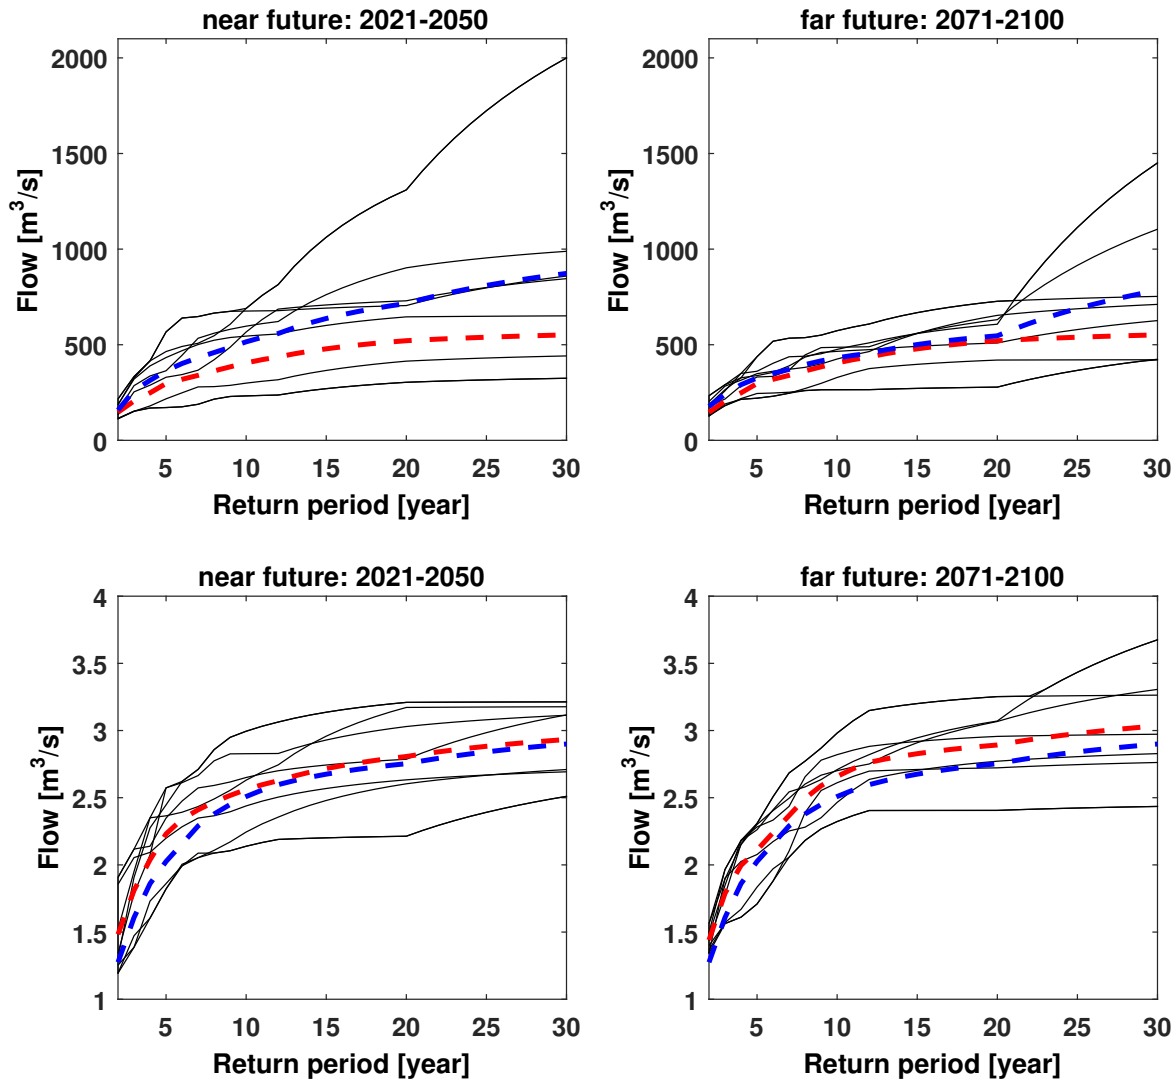 near future: 2021-2050
2000
1500
1000
500
0
Flow [m³/s]
5 10 15 20 25 30
Return period [year]
far future: 2071-2100
2000
1500
1000
500
0
Flow [m³/s]
5 10 15 20 25 30
Return period [year]
near future: 2021-2050
4
3.5
3
2.5
2
1.5
1
Flow [m³/s]
5 10 15 20 25 30
Return period [year]
far future: 2071-2100
4
3.5
3
2.5
2
1.5
1
Flow [m³/s]
5 10 15 20 25 30
Return period [year]